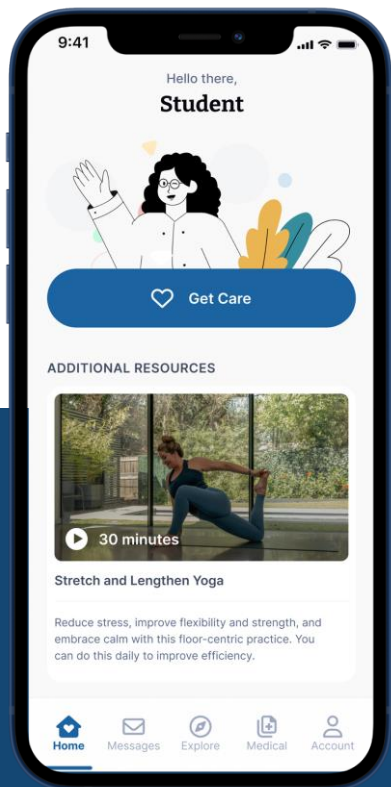 9:41
Hello there,
Student
Get Care
ADDITIONAL RESOURCES
30 minutes
Stretch and Lengthen Yoga
Reduce stress, improve flexibility and strength, and
embrace calm with this floor-centric practice. You
can do this daily to improve efficiency.
Home Messages Explore Medical Account